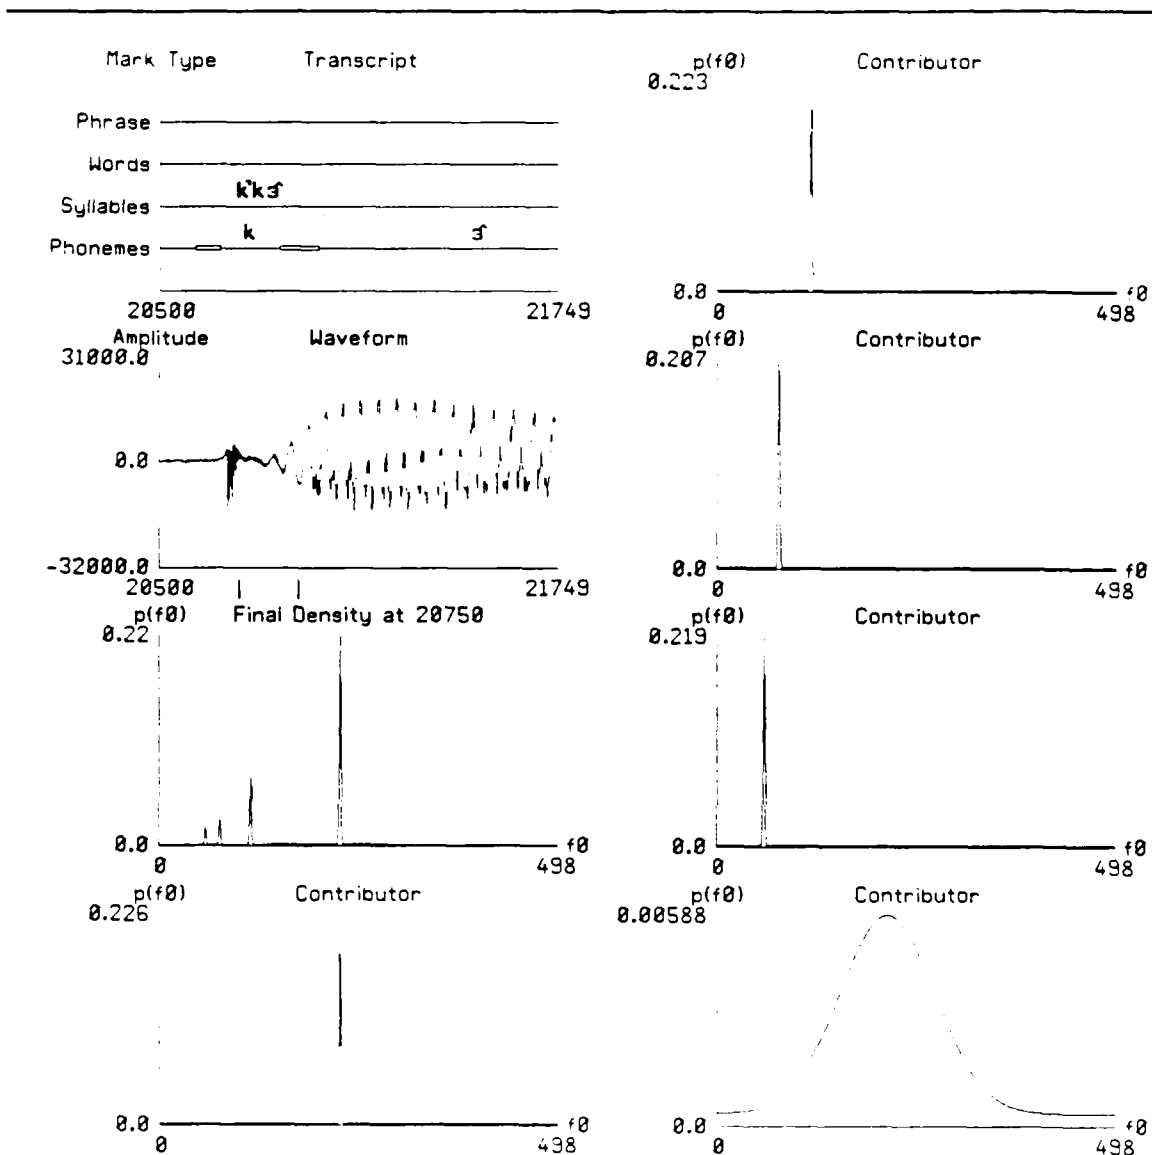 Mark Type Transcript
Phrase
Words
kʰkɝ
Syllables
k ɝ
Phonemes
20500 21749
Amplitude Waveform
31000.0
0.0
-32000.0
20500 21749
p(f0) Final Density at 20750
0.22
0.0 f0
0 498
p(f0) Contributor
0.226
0.0 f0
0 498
p(f0) Contributor
0.223
0.0 f0
0 498
p(f0) Contributor
0.207
0.0 f0
0 498
p(f0) Contributor
0.219
0.0 f0
0 498
p(f0) Contributor
0.00588
0.0 f0
0 498